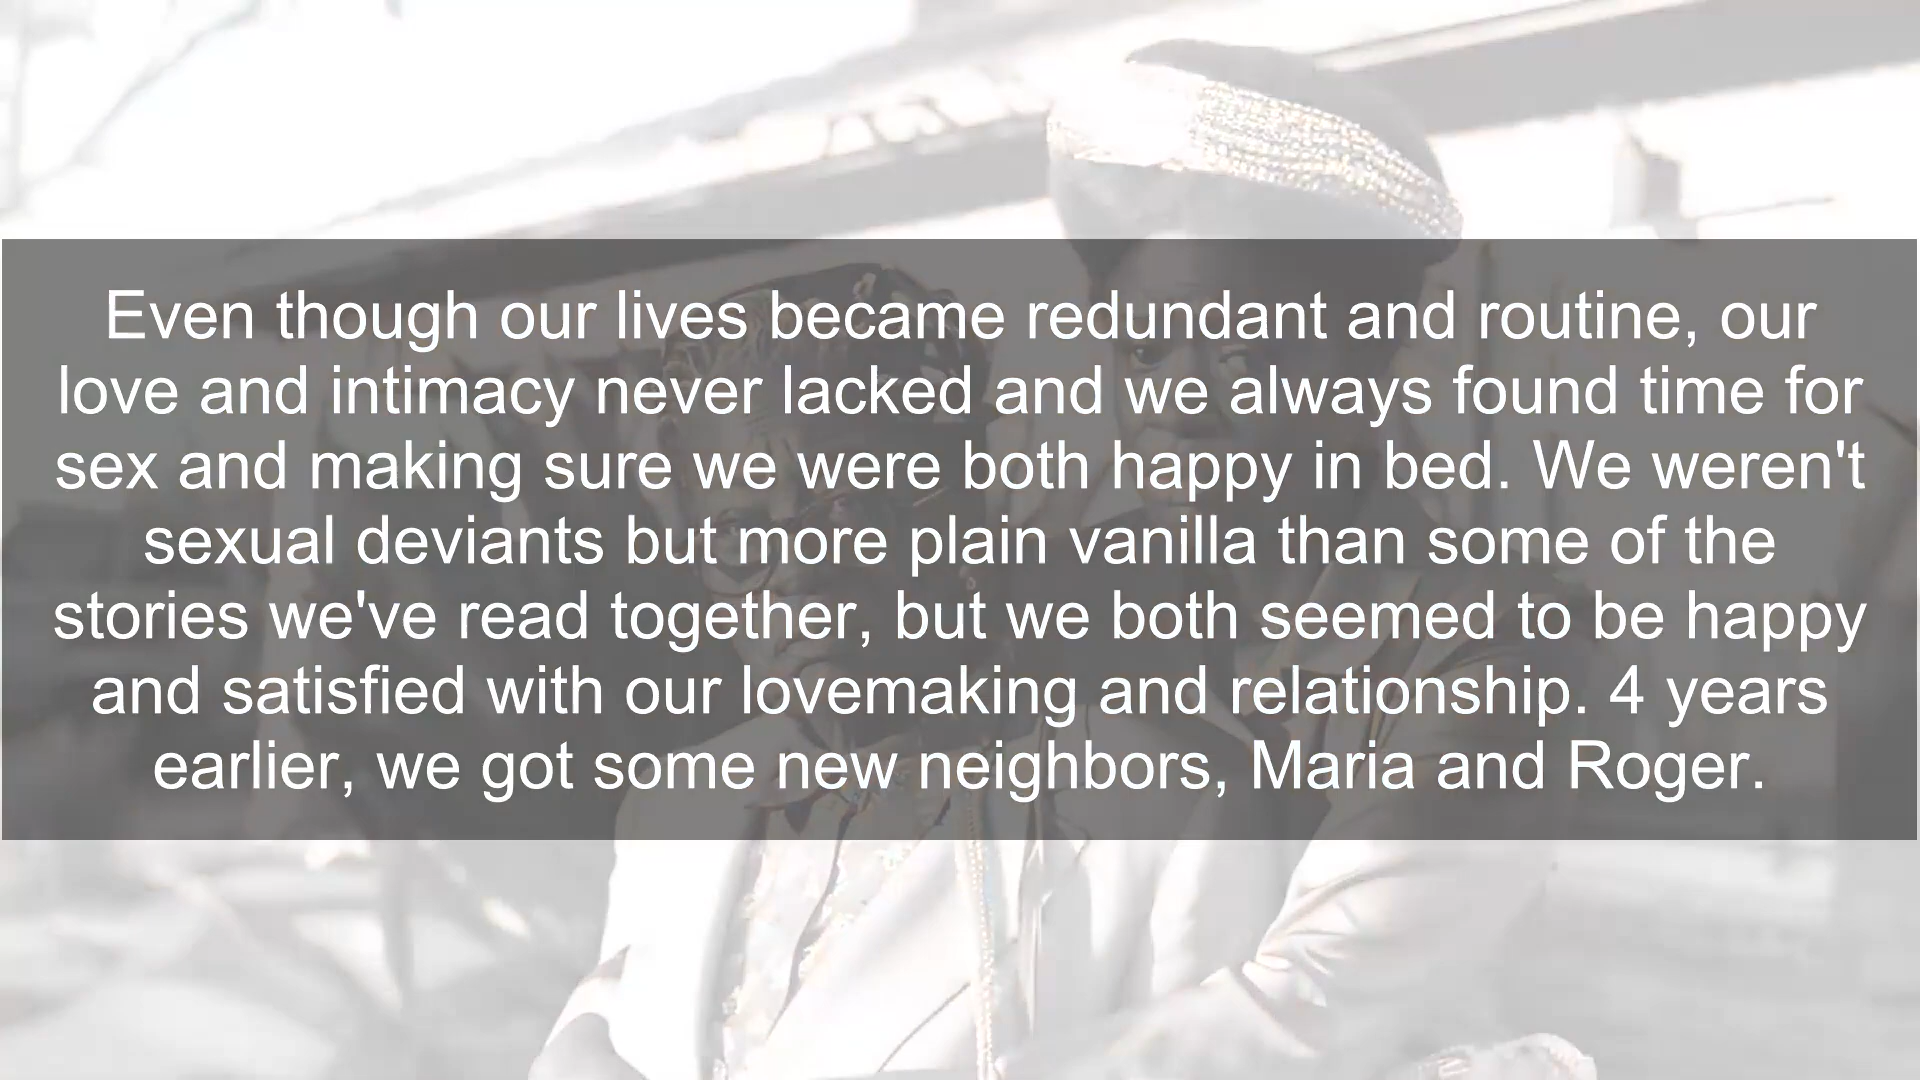 Even though our lives became redundant and routine, our
love and intimacy never lacked and we always found time for
sex and making sure we were both happy in bed. We weren't
sexual deviants but more plain vanilla than some of the
stories we've read together, but we both seemed to be happy
and satisfied with our lovemaking and relationship. 4 years
earlier, we got some new neighbors, Maria and Roger.